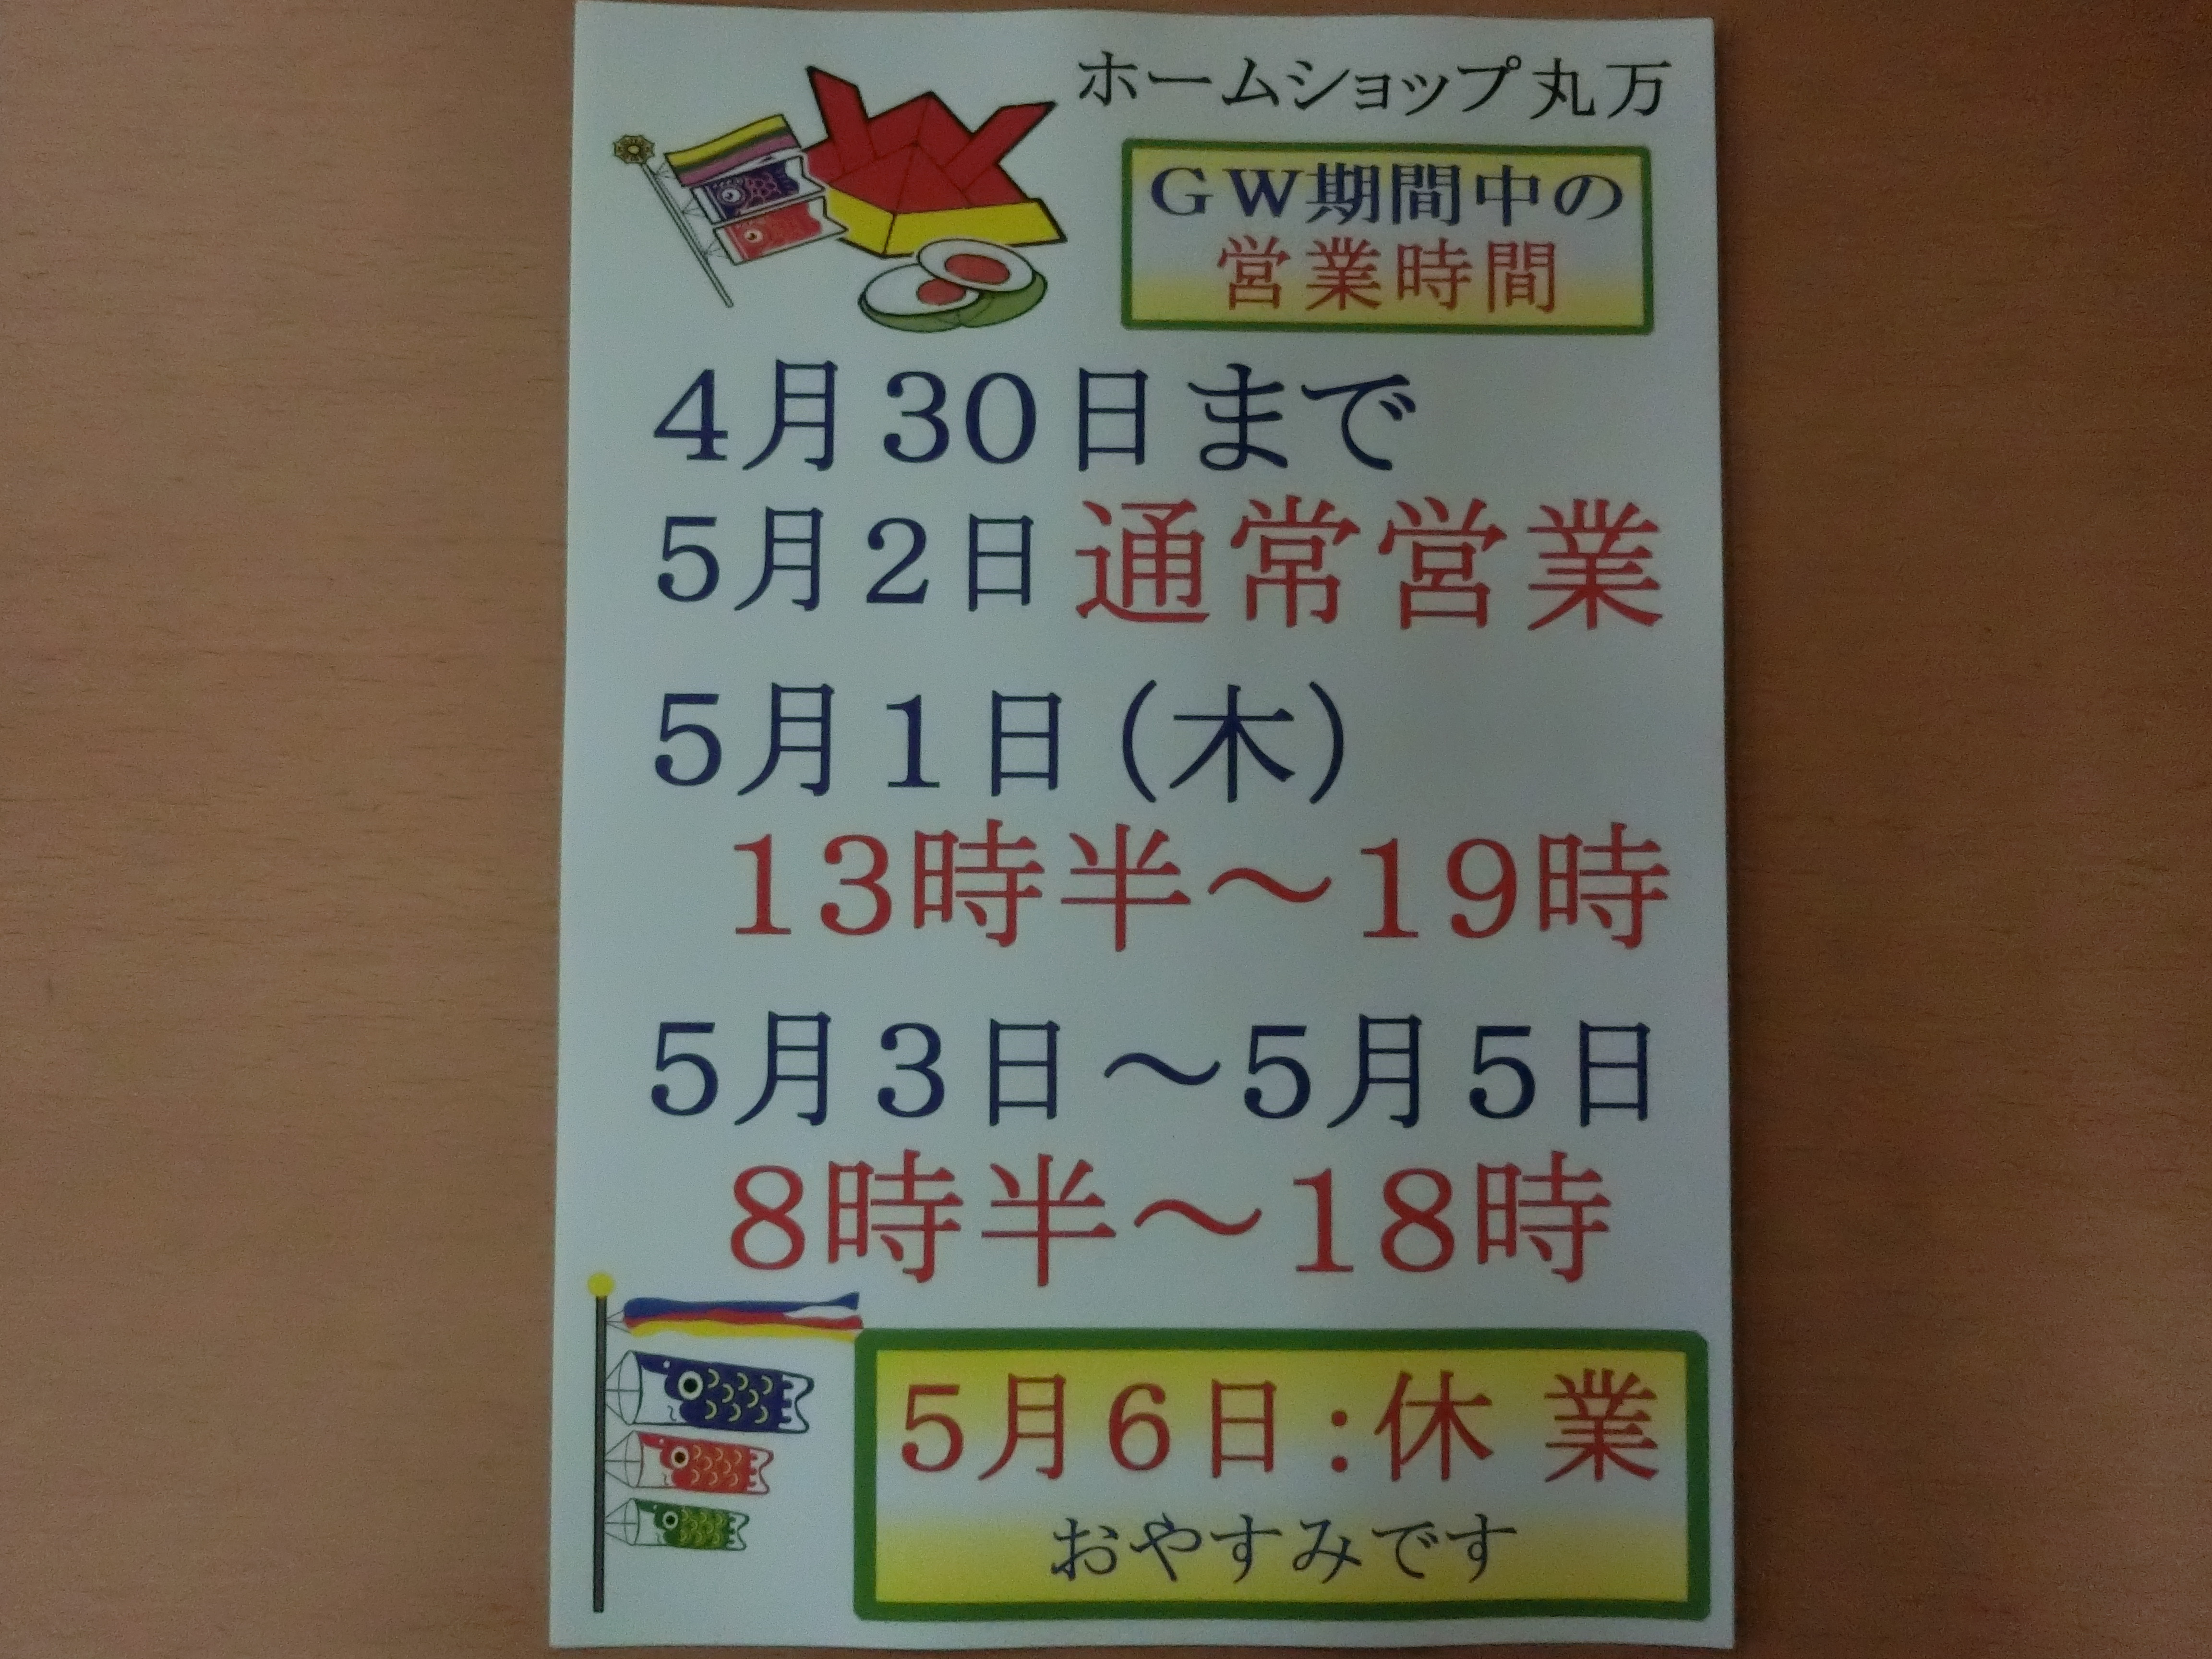 ホームショップ丸万
ＧＷ期間中の
営業時間
４月３０日まで
５月２日通常営業
５月１日（木）
１３時半～１９時
５月３日～５月５日
８時半～１８時
５月６日：休 業
おやすみです